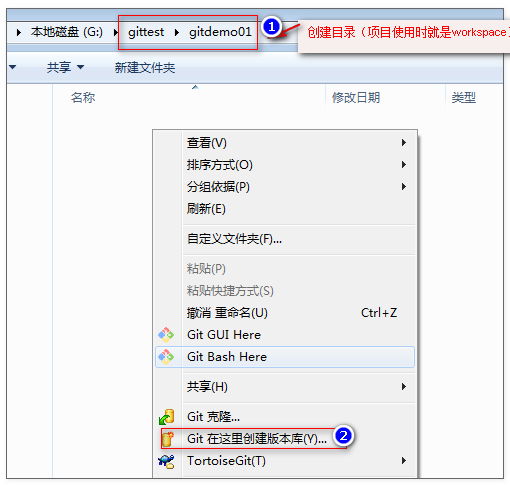 本地磁盘 (G:) gittest gitdemo01 1 创建目录（项目使用时就是workspace）
共享 新建文件夹
名称 修改日期 类型
查看(V)
排序方式(O)
分组依据(P)
刷新(E)
自定义文件夹(F)...
粘贴(P)
粘贴快捷方式(S)
撤消 重命名(U) Ctrl+Z
Git GUI Here
Git Bash Here
共享(H)
Git 克隆...
Git 在这里创建版本库(Y)... 2
TortoiseGit(T)